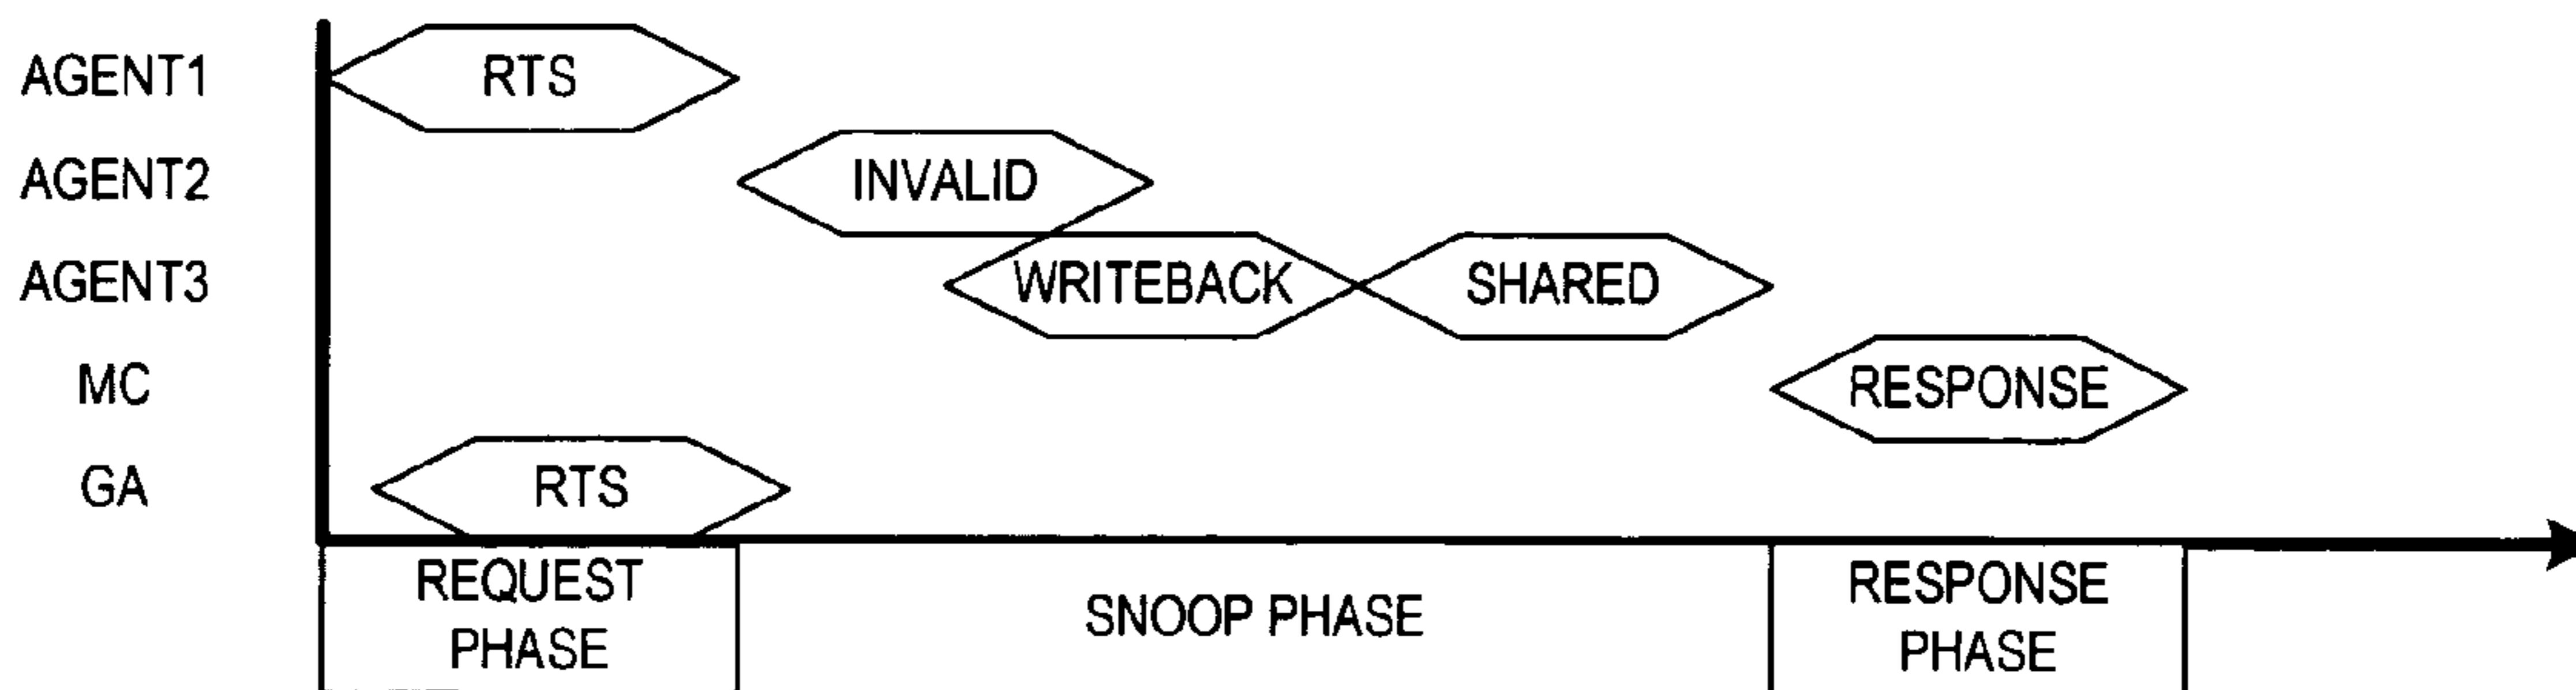 AGENT1 RTS
AGENT2 INVALID
AGENT3 WRITEBACK SHARED
MC RESPONSE
GA RTS
REQUEST PHASE
SNOOP PHASE
RESPONSE PHASE